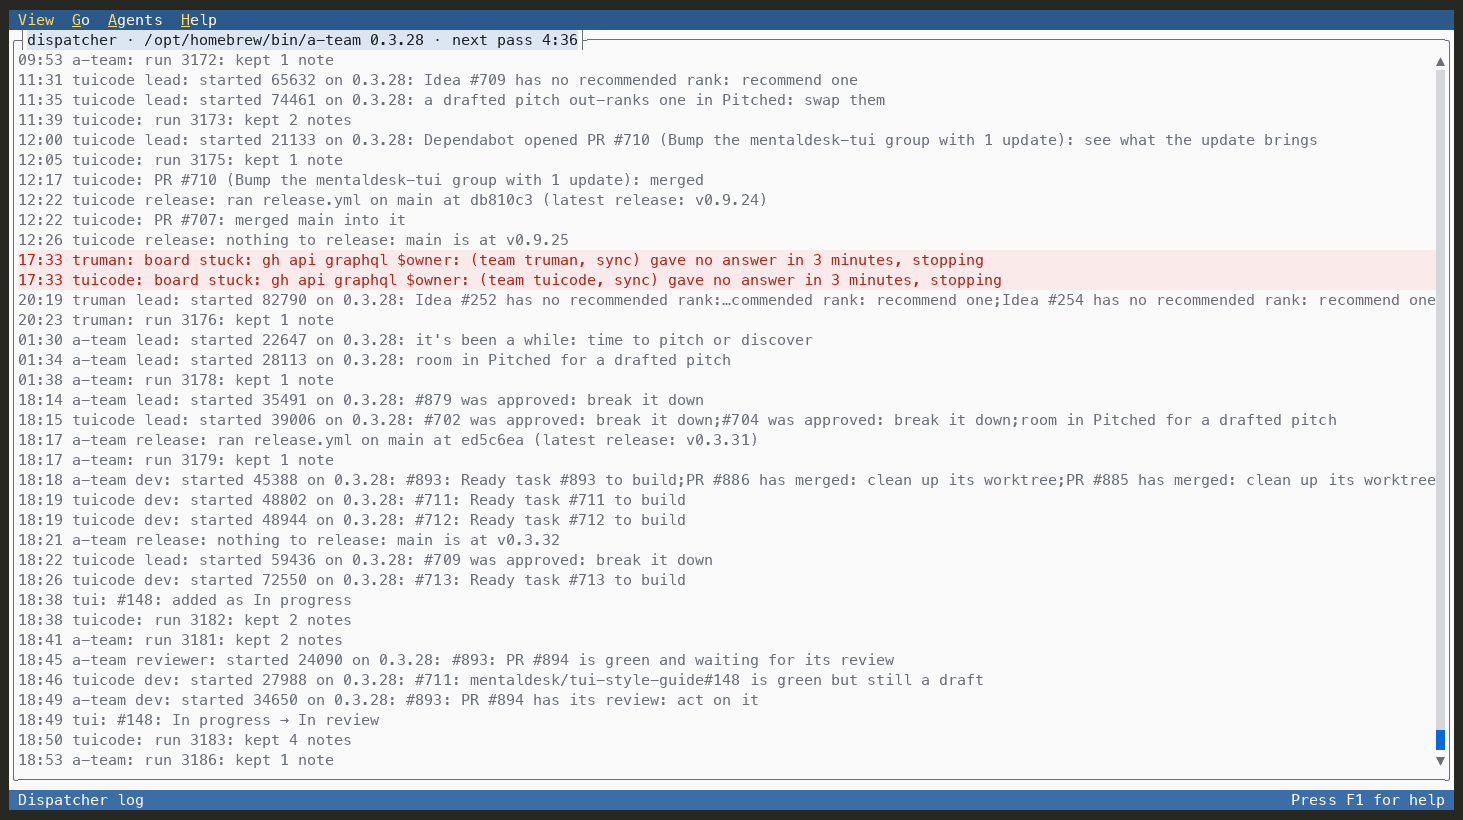 View  Go  Agents  Help
dispatcher · /opt/homebrew/bin/a-team 0.3.28 · next pass 4:36
09:53 a-team: run 3172: kept 1 note
11:31 tuicode lead: started 65632 on 0.3.28: Idea #709 has no recommended rank: recommend one
11:35 tuicode lead: started 74461 on 0.3.28: a drafted pitch out-ranks one in Pitched: swap them
11:39 tuicode: run 3173: kept 2 notes
12:00 tuicode lead: started 21133 on 0.3.28: Dependabot opened PR #710 (Bump the mentaldesk-tui group with 1 update): see what the update brings
12:05 tuicode: run 3175: kept 1 note
12:17 tuicode: PR #710 (Bump the mentaldesk-tui group with 1 update): merged
12:22 tuicode release: ran release.yml on main at db810c3 (latest release: v0.9.24)
12:22 tuicode: PR #707: merged main into it
12:26 tuicode release: nothing to release: main is at v0.9.25
17:33 truman: board stuck: gh api graphql $owner: (team truman, sync) gave no answer in 3 minutes, stopping
17:33 tuicode: board stuck: gh api graphql $owner: (team tuicode, sync) gave no answer in 3 minutes, stopping
20:19 truman lead: started 82790 on 0.3.28: Idea #252 has no recommended rank:…commended rank: recommend one;Idea #254 has no recommended rank: recommend one
20:23 truman: run 3176: kept 1 note
01:30 a-team lead: started 22647 on 0.3.28: it's been a while: time to pitch or discover
01:34 a-team lead: started 28113 on 0.3.28: room in Pitched for a drafted pitch
01:38 a-team: run 3178: kept 1 note
18:14 a-team lead: started 35491 on 0.3.28: #879 was approved: break it down
18:15 tuicode lead: started 39006 on 0.3.28: #702 was approved: break it down;#704 was approved: break it down;room in Pitched for a drafted pitch
18:17 a-team release: ran release.yml on main at ed5c6ea (latest release: v0.3.31)
18:17 a-team: run 3179: kept 1 note
18:18 a-team dev: started 45388 on 0.3.28: #893: Ready task #893 to build;PR #886 has merged: clean up its worktree;PR #885 has merged: clean up its worktree
18:19 tuicode dev: started 48802 on 0.3.28: #711: Ready task #711 to build
18:19 tuicode dev: started 48944 on 0.3.28: #712: Ready task #712 to build
18:21 a-team release: nothing to release: main is at v0.3.32
18:22 tuicode lead: started 59436 on 0.3.28: #709 was approved: break it down
18:26 tuicode dev: started 72550 on 0.3.28: #713: Ready task #713 to build
18:38 tui: #148: added as In progress
18:38 tuicode: run 3182: kept 2 notes
18:41 a-team: run 3181: kept 2 notes
18:45 a-team reviewer: started 24090 on 0.3.28: #893: PR #894 is green and waiting for its review
18:46 tuicode dev: started 27988 on 0.3.28: #711: mentaldesk/tui-style-guide#148 is green but still a draft
18:49 a-team dev: started 34650 on 0.3.28: #893: PR #894 has its review: act on it
18:49 tui: #148: In progress → In review
18:50 tuicode: run 3183: kept 4 notes
18:53 a-team: run 3186: kept 1 note
Dispatcher log  Press F1 for help